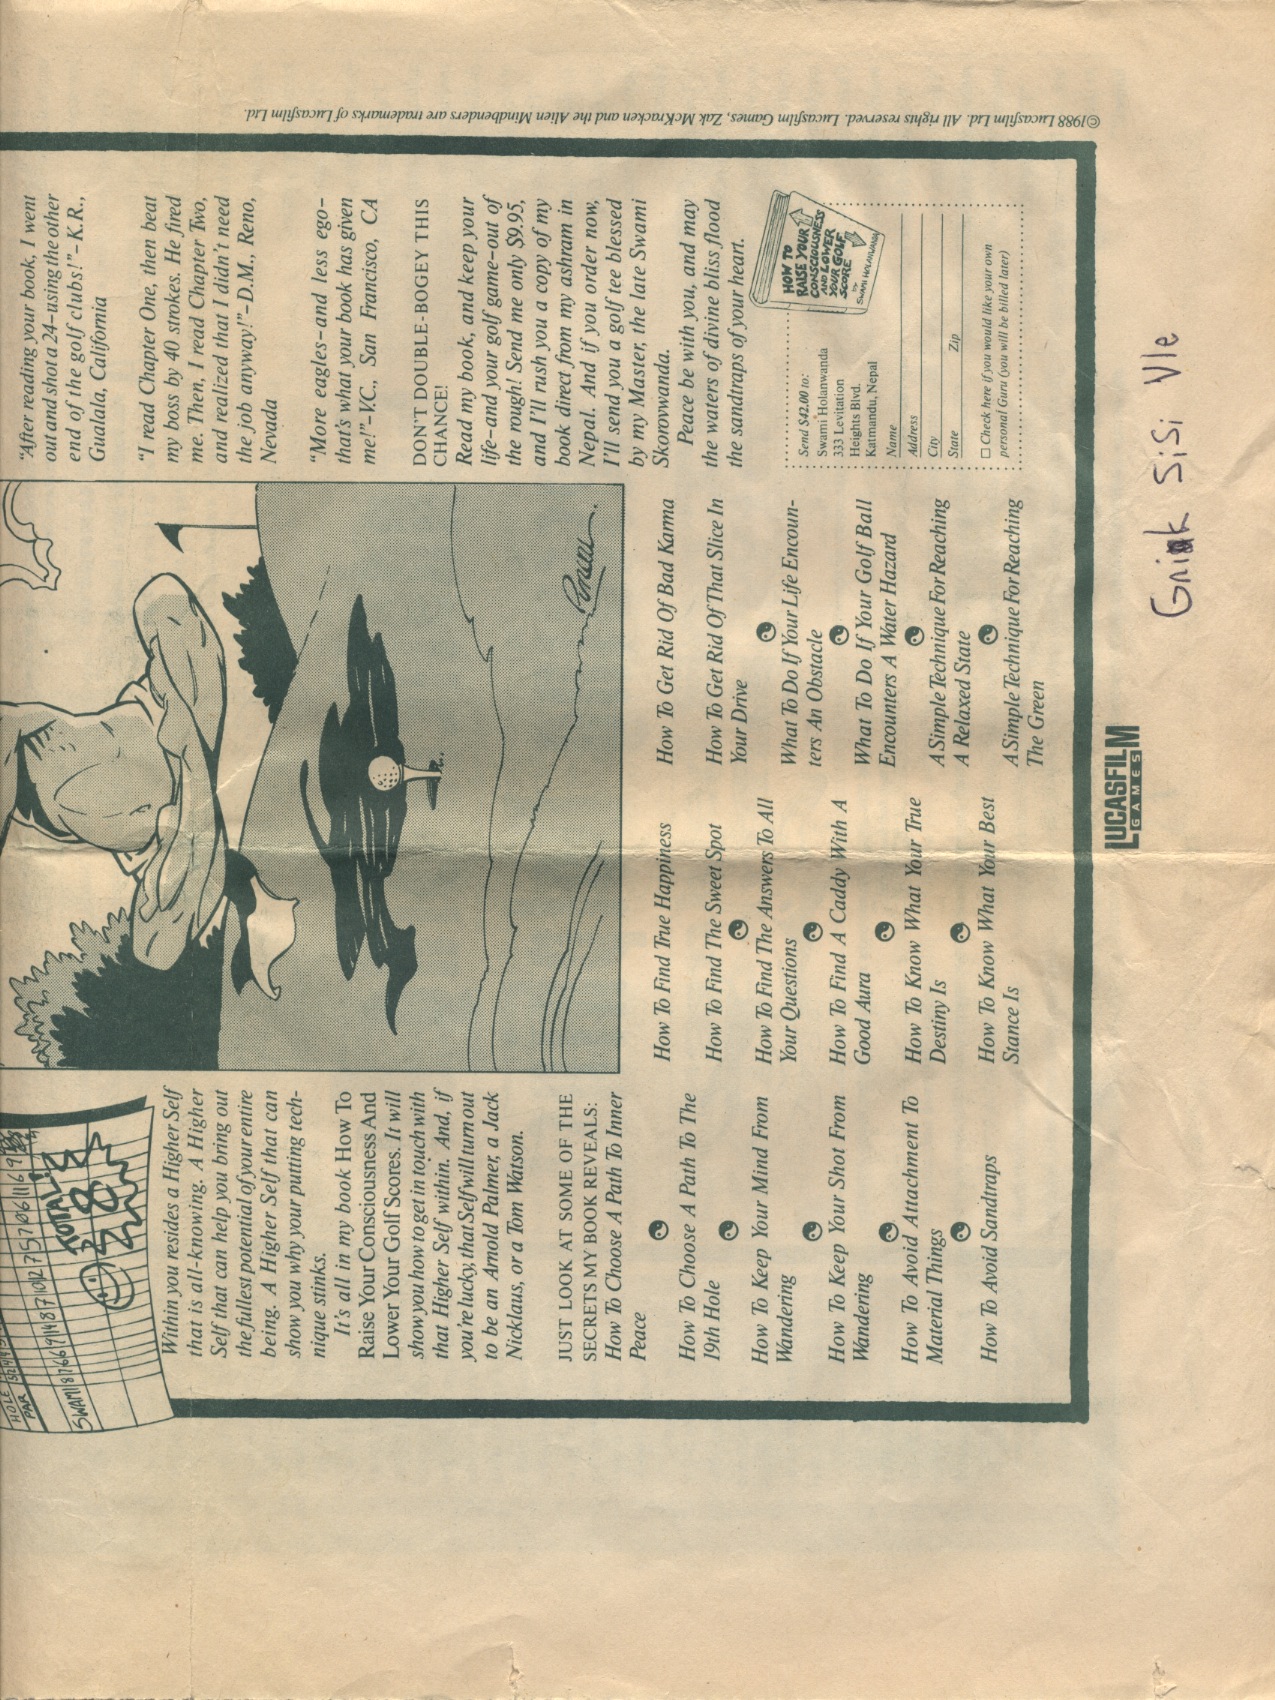 HOLE
PAR
SWAMI
TOTAL:
28
Within you resides a Higher Self
that is all-knowing. A Higher
Self that can help you bring out
the fullest potential of your entire
being. A Higher Self that can
show you why your putting tech-
nique stinks.
It's all in my book How To
Raise Your Consciousness And
Lower Your Golf Scores. It will
show you how to get in touch with
that Higher Self within. And, if
you're lucky, that Self will turn out
to be an Arnold Palmer, a Jack
Nicklaus, or a Tom Watson.
JUST LOOK AT SOME OF THE
SECRETS MY BOOK REVEALS:
How To Choose A Path To Inner
Peace
How To Choose A Path To The
19th Hole
How To Keep Your Mind From
Wandering
How To Keep Your Shot From
Wandering
How To Avoid Attachment To
Material Things
How To Avoid Sandtraps
How To Find True Happiness
How To Find The Sweet Spot
How To Find The Answers To All
Your Questions
How To Find A Caddy With A
Good Aura
How To Know What Your True
Destiny Is
How To Know What Your Best
Stance Is
How To Get Rid Of Bad Karma
How To Get Rid Of That Slice In
Your Drive
What To Do If Your Life Encoun-
ters An Obstacle
What To Do If Your Golf Ball
Encounters A Water Hazard
A Simple Technique For Reaching
A Relaxed State
A Simple Technique For Reaching
The Green
"After reading your book, I went
out and shot a 24–using the other
end of the golf clubs!"–K.R.,
Gualala, California
"I read Chapter One, then beat
my boss by 40 strokes. He fired
me. Then, I read Chapter Two,
and realized that I didn't need
the job anyway!"–D.M., Reno,
Nevada
"More eagles–and less ego–
that's what your book has given
me!"–V.C., San Francisco, CA
DON'T DOUBLE-BOGEY THIS
CHANCE!
Read my book, and keep your
life–and your golf game–out of
the rough! Send me only $9.95,
and I'll rush you a copy of my
book direct from my ashram in
Nepal. And if you order now,
I'll send you a golf tee blessed
by my Master, the late Swami
Skorowanda.
Peace be with you, and may
the waters of divine bliss flood
the sandtraps of your heart.
Send $42.00 to:
Swami Holanwanda
333 Levitation
Heights Blvd.
Katmandu, Nepal
Name
Address
City
State Zip
Check here if you would like your own
personal Guru (you will be billed later)
HOW TO
RAISE YOUR
CONSCIOUSNESS
AND LOWER
YOUR GOLF
SCORE
BY
SWAMI HOLANWANDA
©1988 Lucasfilm Ltd. All rights reserved. Lucasfilm Games, Zak McKracken and the Alien Mindbenders are trademarks of Lucasfilm Ltd.
LUCASFILM
GAMES
SiSi Vle